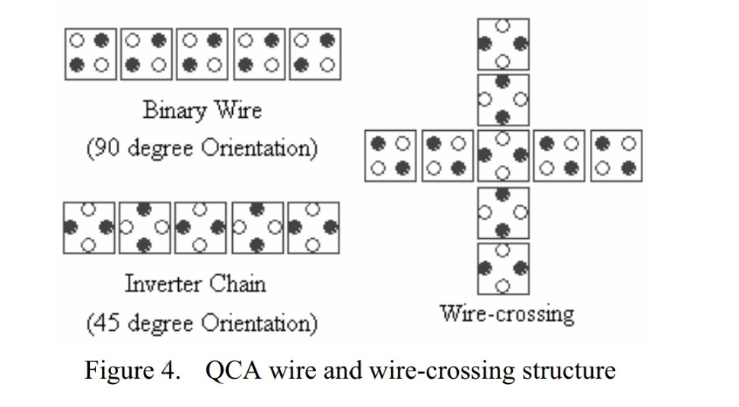 Binary Wire
(90 degree Orientation)
Inverter Chain
(45 degree Orientation)
Wire-crossing
Figure 4. QCA wire and wire-crossing structure